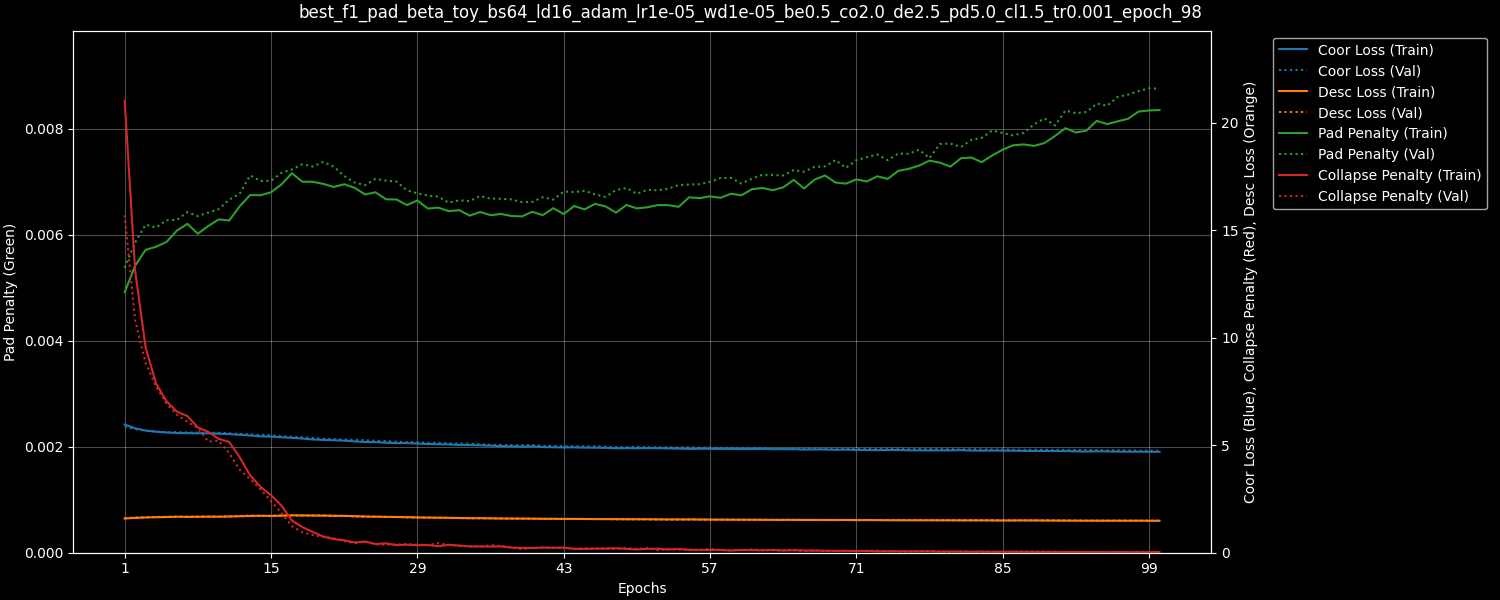 best_f1_pad_beta_toy_bs64_ld16_adam_lr1e-05_wd1e-05_be0.5_co2.0_de2.5_pd5.0_cl1.5_tr0.001_epoch_98
Coor Loss (Train)
Coor Loss (Val)
Desc Loss (Train)
Desc Loss (Val)
Pad Penalty (Train)
Pad Penalty (Val)
Collapse Penalty (Train)
Collapse Penalty (Val)
Pad Penalty (Green)
0.008
0.006
0.004
0.002
0.000
20
15
10
5
0
Coor Loss (Blue), Collapse Penalty (Red), Desc Loss (Orange)
1 15 29 43 57 71 85 99
Epochs